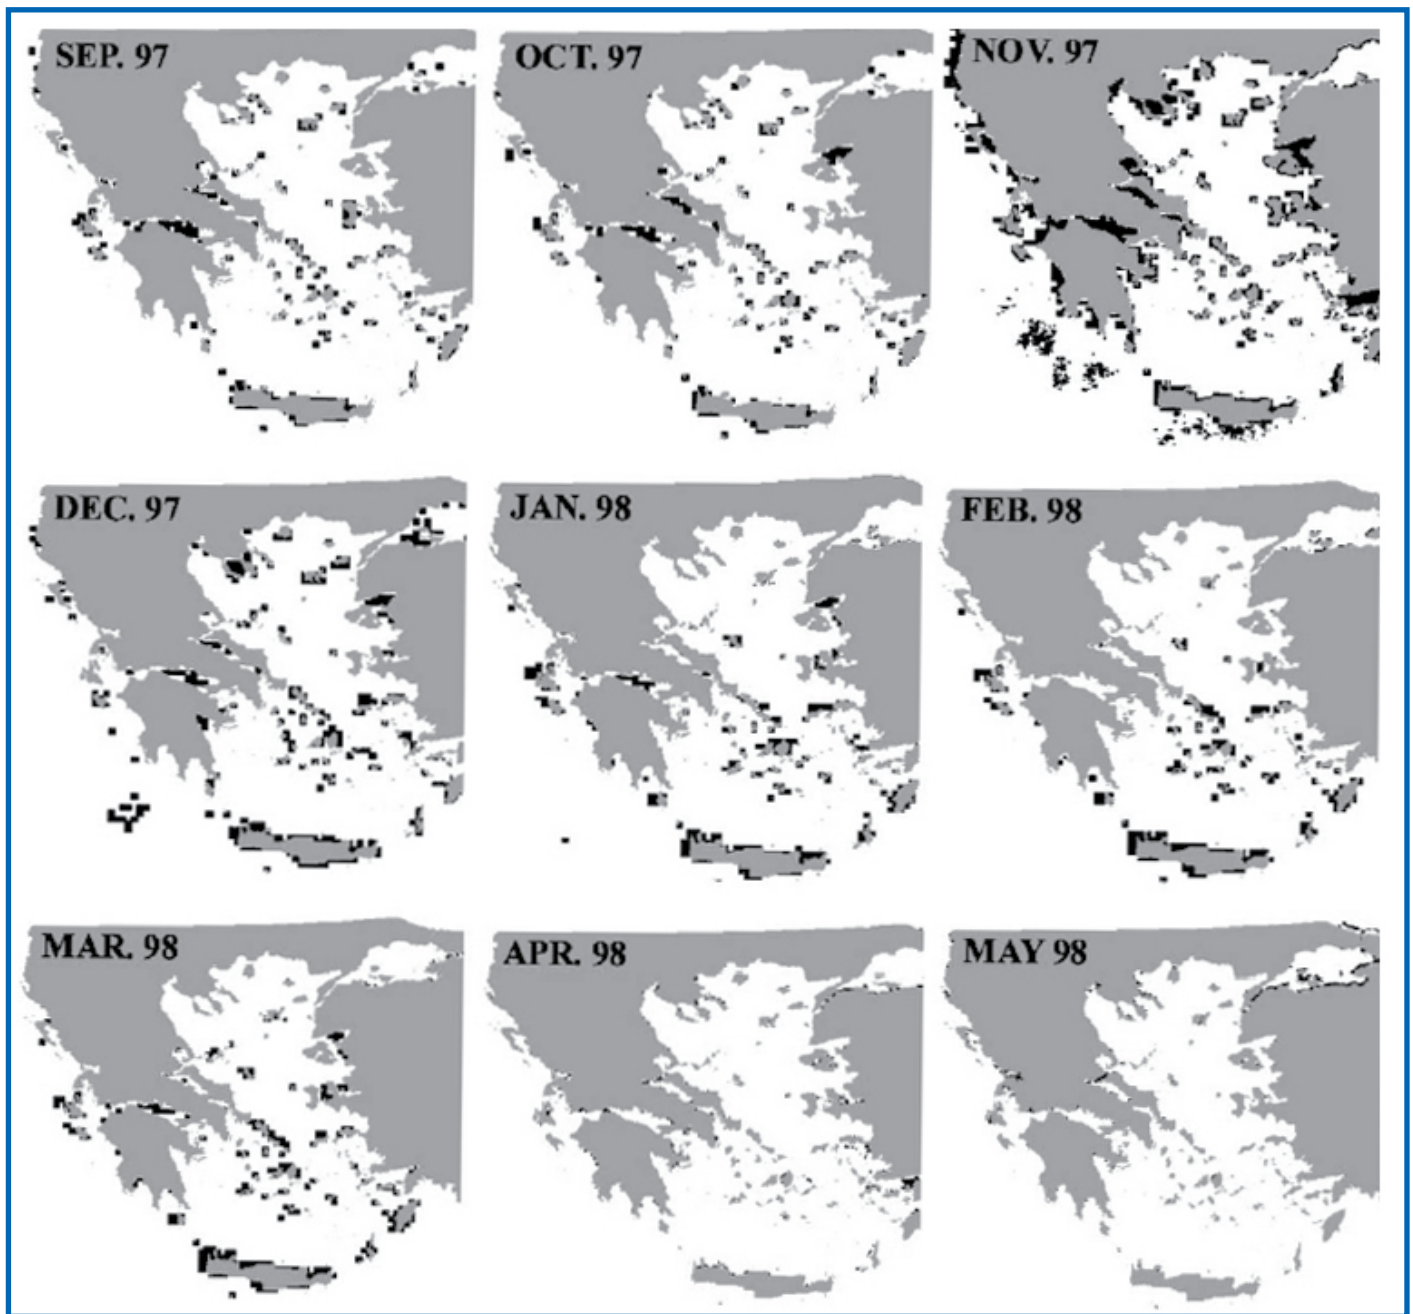 SEP. 97
OCT. 97
NOV. 97
DEC. 97
JAN. 98
FEB. 98
MAR. 98
APR. 98
MAY 98